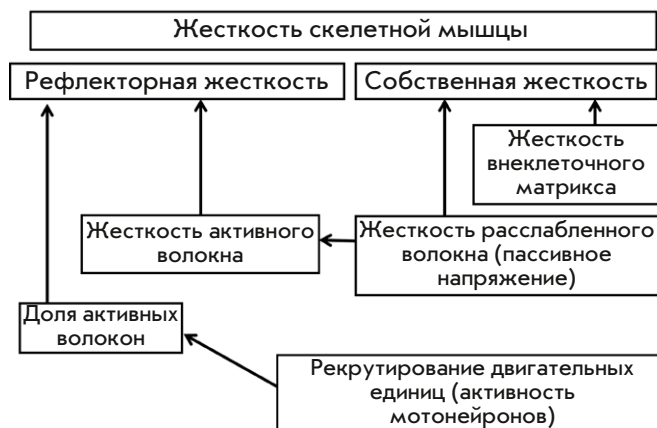 Жесткость скелетной мышцы
Рефлекторная жесткость
Собственная жесткость
Жесткость
внеклеточного
матрикса
Жесткость активного
волокна
Жесткость расслабленного
волокна (пассивное
напряжение)
Доля активных
волокон
Рекрутирование двигательных
единиц (активность
мотонейронов)